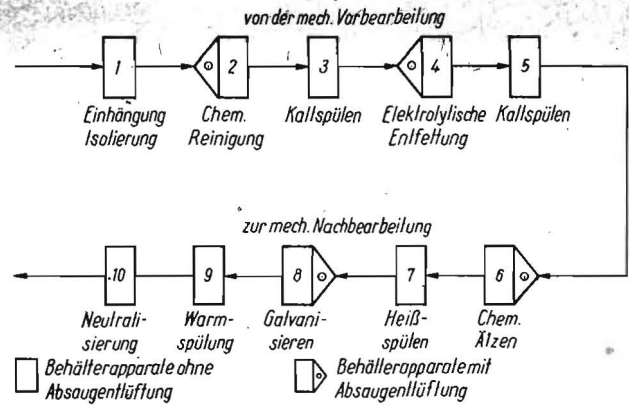 von der mech. Vorbearbeitung
1
2
3
4
5
Einhängung
Isolierung
Chem.
Reinigung
Kaltspülen
Elektrolytische
Entfettung
Kaltspülen
zur mech. Nachbearbeitung
10
9
8
7
6
Neutrali-
sierung
Warm-
spülung
Galvani-
sieren
Heiß-
spülen
Chem.
Ätzen
Behälterapparate ohne
Absaugentlüftung
Behälterapparate mit
Absaugentlüftung